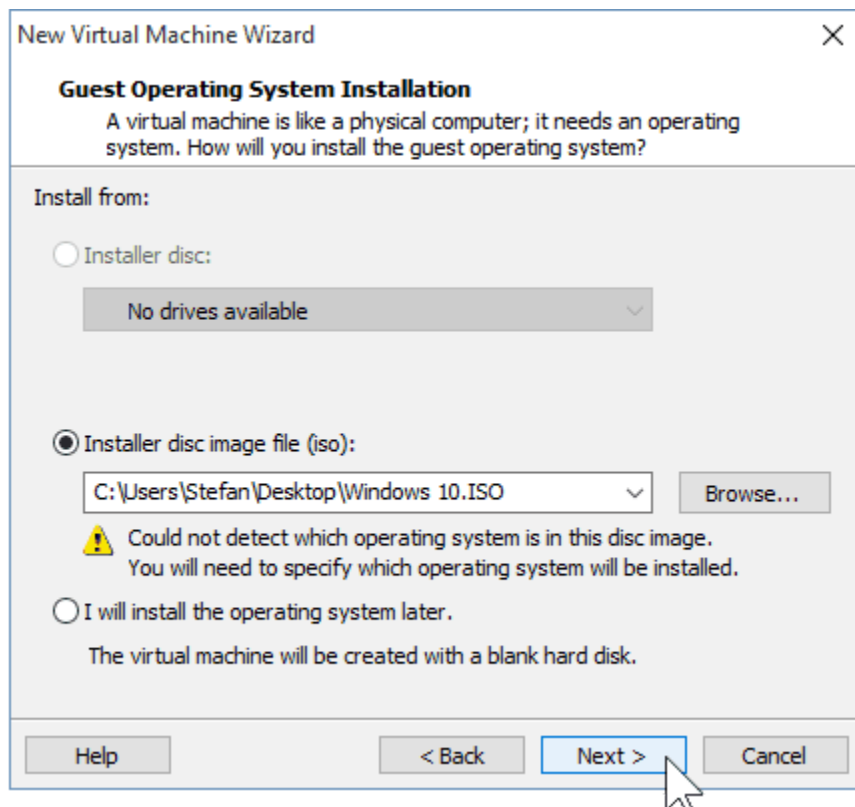 New Virtual Machine Wizard
Guest Operating System Installation
A virtual machine is like a physical computer; it needs an operating
system. How will you install the guest operating system?
Install from:
Installer disc:
No drives available
Installer disc image file (iso):
C:\Users\Stefan\Desktop\Windows 10.ISO
Browse...
Could not detect which operating system is in this disc image.
You will need to specify which operating system will be installed.
I will install the operating system later.
The virtual machine will be created with a blank hard disk.
Help
< Back
Next >
Cancel